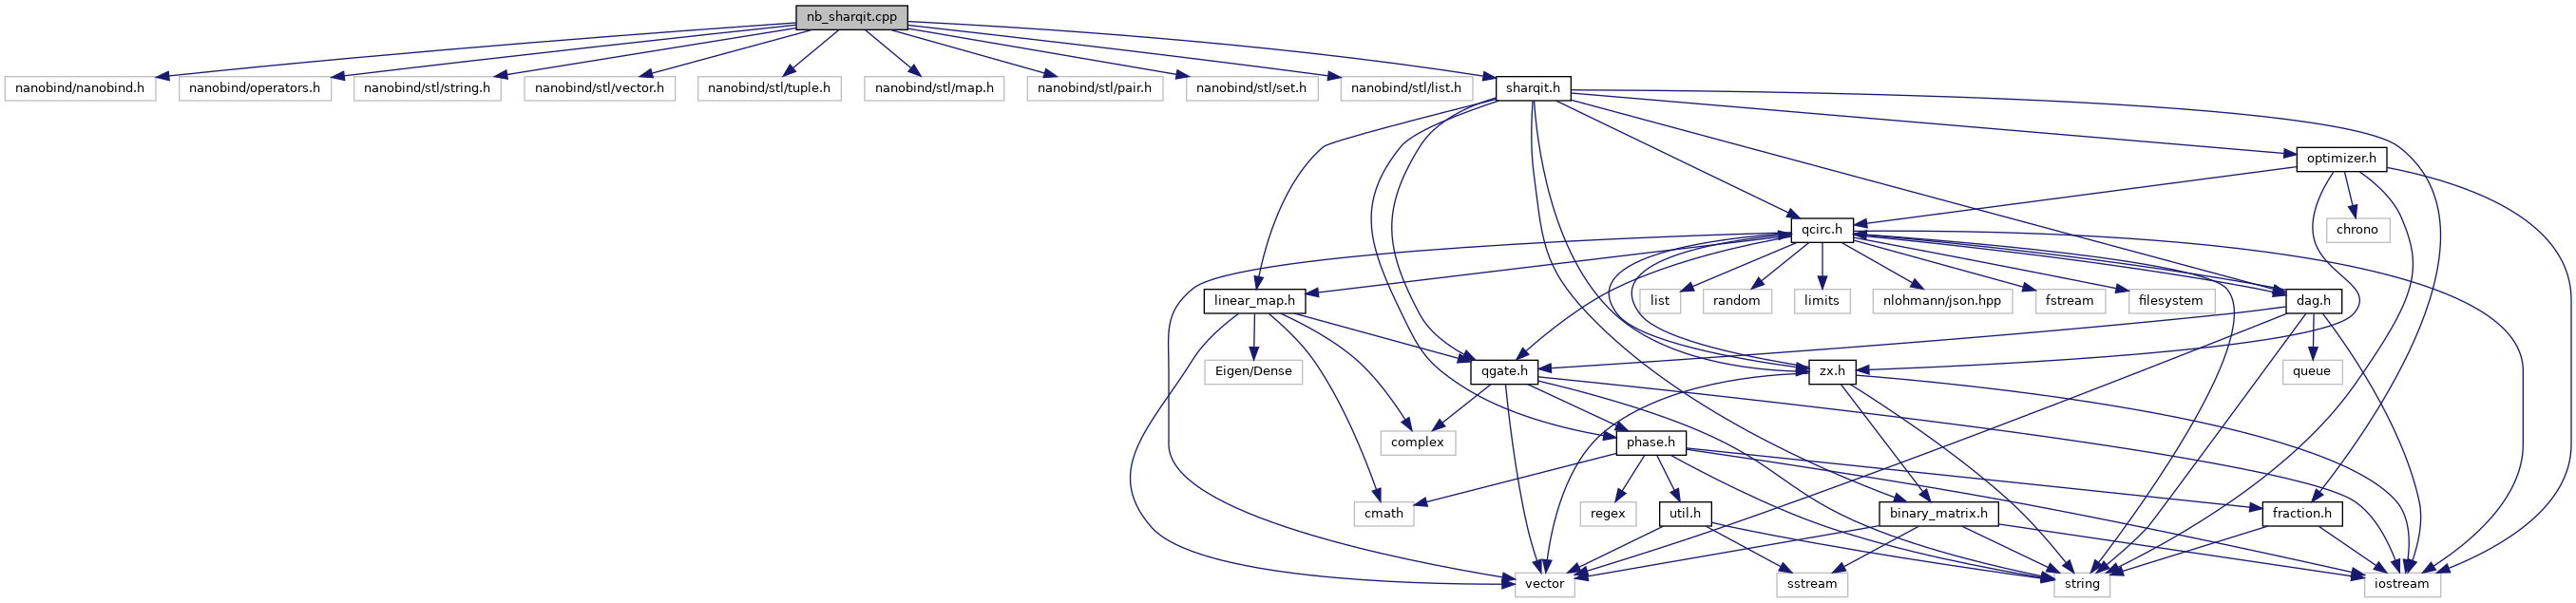 nb_sharqit.cpp
nanobind/nanobind.h
nanobind/operators.h
nanobind/stl/string.h
nanobind/stl/vector.h
nanobind/stl/tuple.h
nanobind/stl/map.h
nanobind/stl/pair.h
nanobind/stl/set.h
nanobind/stl/list.h
sharqit.h
optimizer.h
qcirc.h
chrono
linear_map.h
list
random
limits
nlohmann/json.hpp
fstream
filesystem
dag.h
Eigen/Dense
qgate.h
zx.h
queue
complex
phase.h
cmath
regex
util.h
binary_matrix.h
fraction.h
vector
sstream
string
iostream